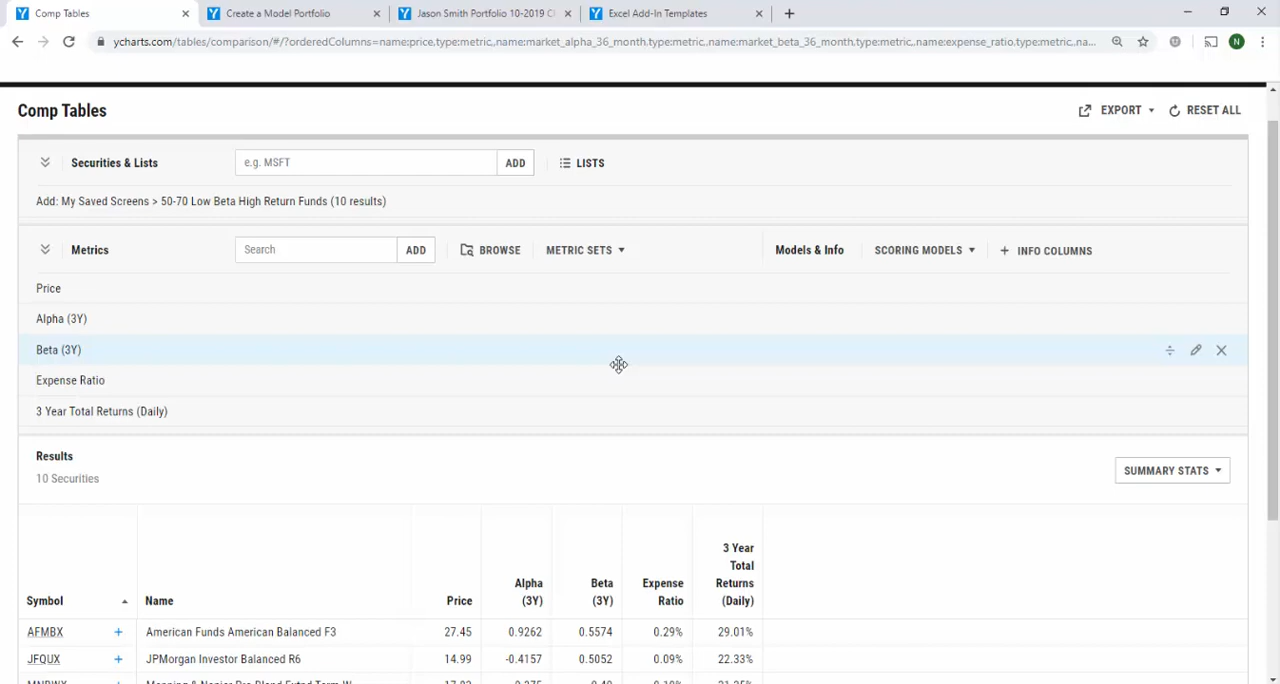 Comp Tables
Create a Model Portfolio
Jason Smith Portfolio 10-2019 Cl
Excel Add-In Templates
ycharts.com/tables/comparison/#/?orderedColumns=name:price.type:metric,,name:market_alpha_36_month.type:metric,,name:market_beta_36_month.type:metric,,name:expense_ratio.type:metric,,na...
N
Comp Tables
EXPORT
RESET ALL
Securities & Lists
e.g. MSFT
ADD
LISTS
Add: My Saved Screens > 50-70 Low Beta High Return Funds (10 results)
Metrics
Search
ADD
BROWSE
METRIC SETS
Models & Info
SCORING MODELS
+ INFO COLUMNS
Price
Alpha (3Y)
Beta (3Y)
Expense Ratio
3 Year Total Returns (Daily)
Results
10 Securities
SUMMARY STATS
Symbol
Name
Price
Alpha
(3Y)
Beta
(3Y)
Expense
Ratio
3 Year
Total
Returns
(Daily)
AFMBX + American Funds American Balanced F3 27.45 0.9262 0.5574 0.29% 29.01%
JFQUX + JPMorgan Investor Balanced R6 14.99 -0.4157 0.5052 0.09% 22.33%